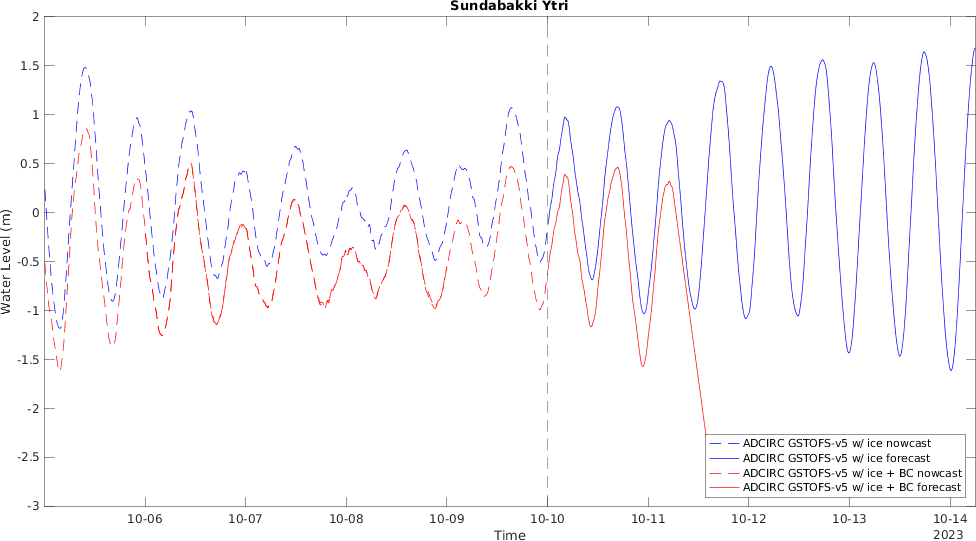 Sundabakki Ytri
2
1.5
1
0.5
0
-0.5
-1
-1.5
-2
-2.5
-3
Water Level (m)
ADCIRC GSTOFS-v5 w/ ice nowcast
ADCIRC GSTOFS-v5 w/ ice forecast
ADCIRC GSTOFS-v5 w/ ice + BC nowcast
ADCIRC GSTOFS-v5 w/ ice + BC forecast
10-06 10-07 10-08 10-09 10-10 10-11 10-12 10-13 10-14
Time 2023